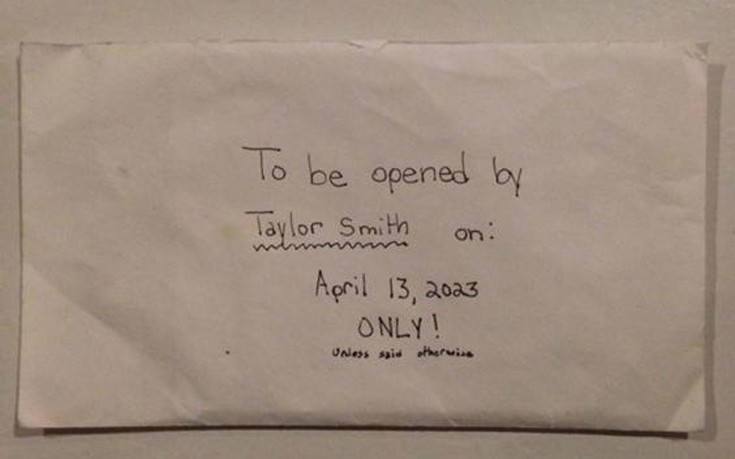 To be opened by
Taylor Smith on:
April 13, 2023
ONLY!
Unless said otherwise